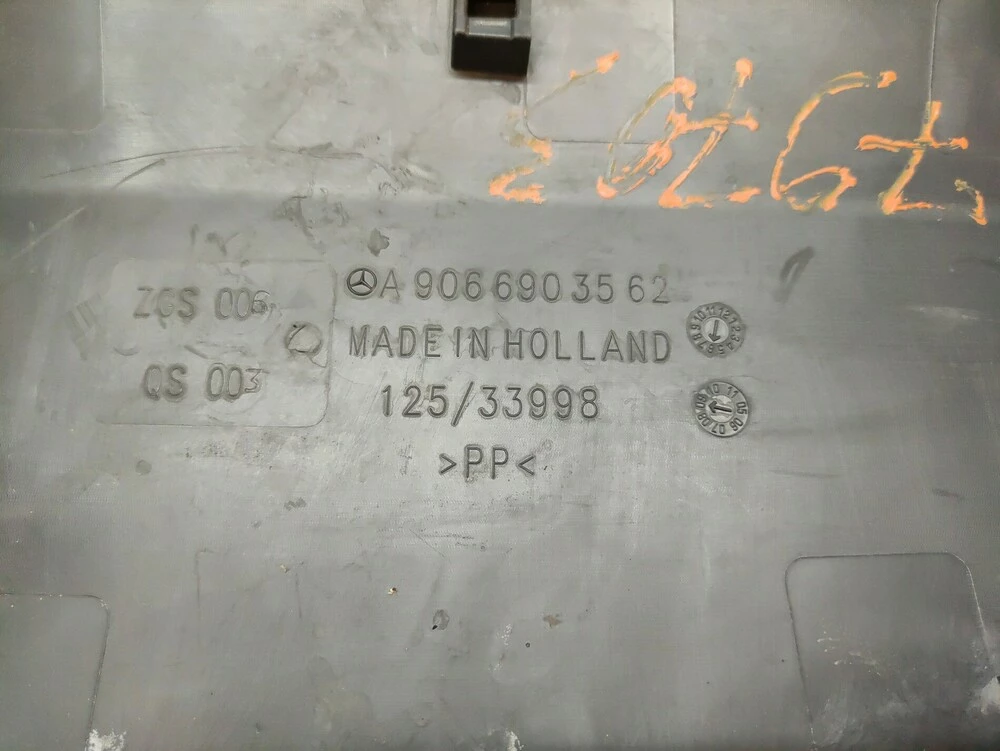 A 906 690 35 62
ZGS 006
MADE IN HOLLAND
QS 003
125/33998
>PP<